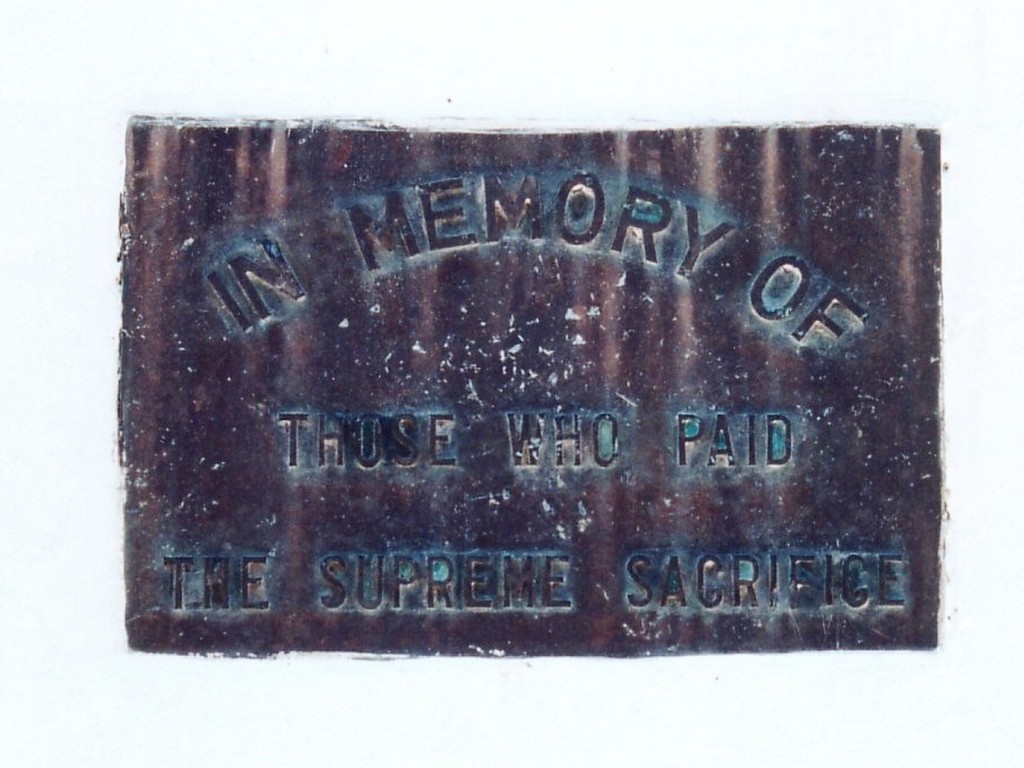 IN MEMORY OF
THOSE WHO PAID
THE SUPREME SACRIFICE